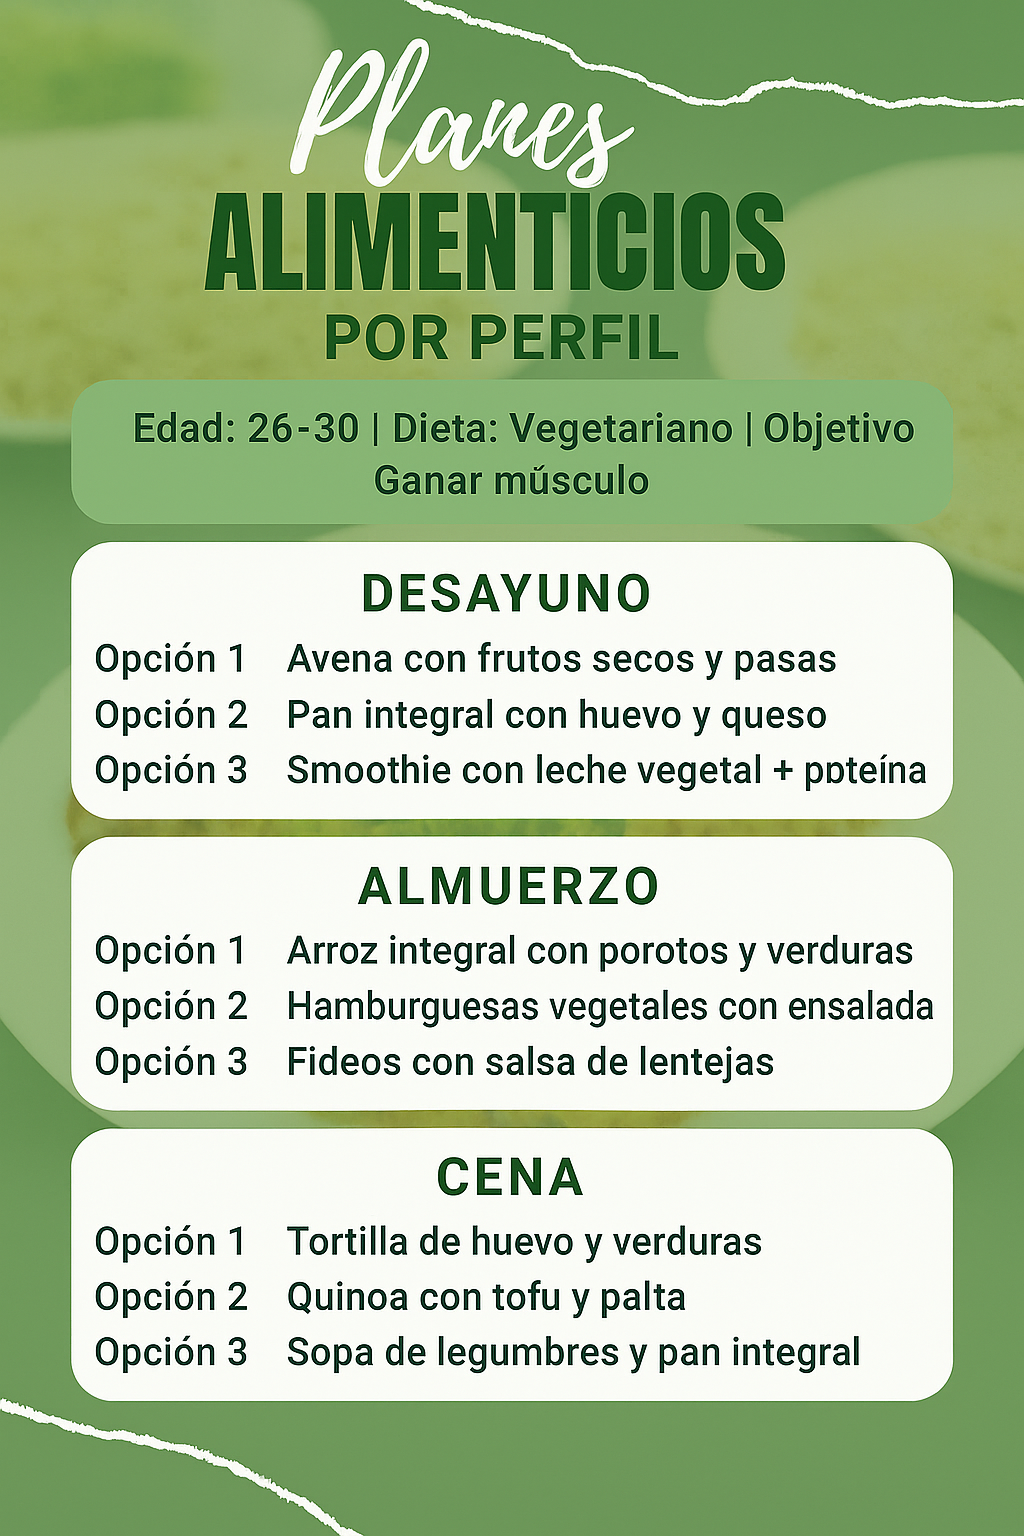 Planes
ALIMENTICIOS
POR PERFIL
Edad: 26-30 | Dieta: Vegetariano | Objetivo
Ganar músculo
DESAYUNO
Opción 1 Avena con frutos secos y pasas
Opción 2 Pan integral con huevo y queso
Opción 3 Smoothie con leche vegetal +
ALMUERZO
Opción 1 Arroz integral con porotos y verduras
Opción 2 Hamburguesas vegetales con ensalada
Opción 3 Fideos con salsa de lentejas
CENA
Opción 1 Tortilla de huevo y verduras
Opción 2 Quinoa con tofu y palta
Opción 3 Sopa de legumbres y pan integral